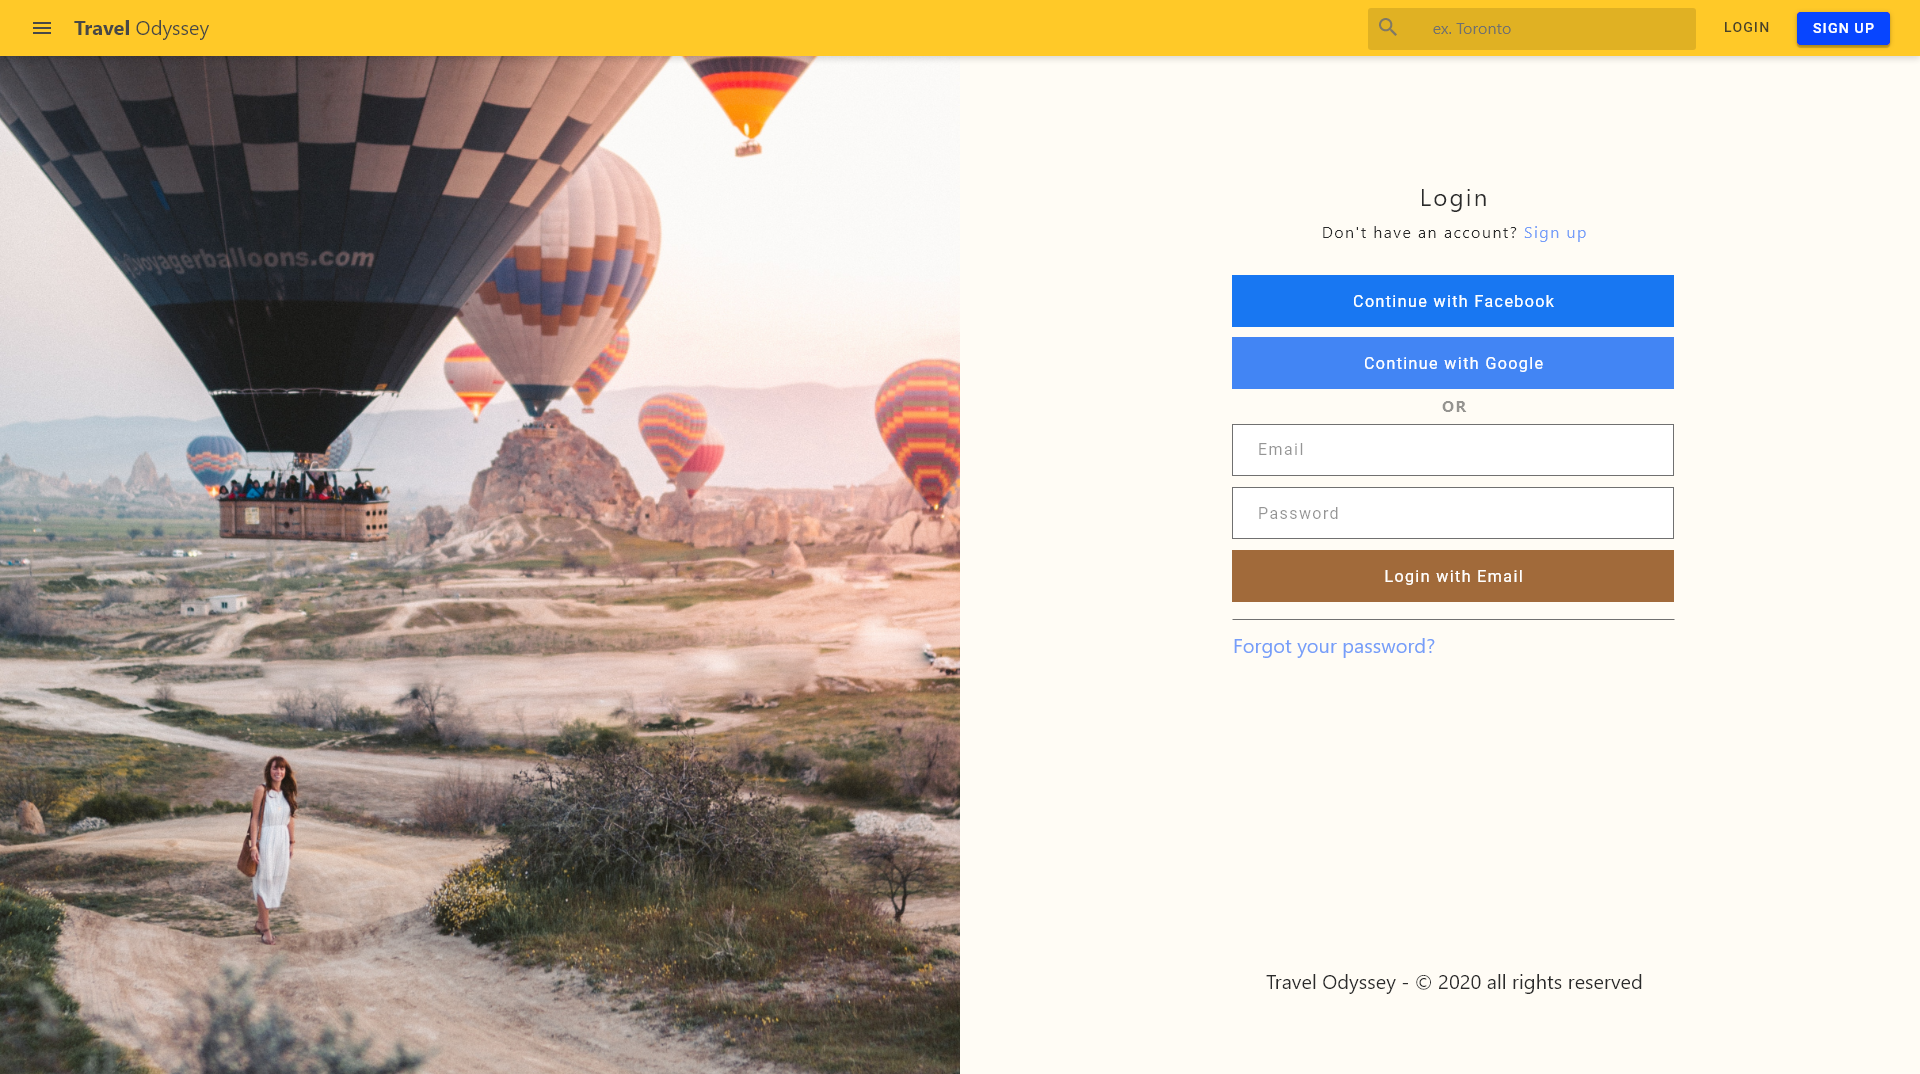 Travel Odyssey
ex. Toronto
LOGIN
SIGN UP
voyagerballoons.com
Login
Don't have an account? Sign up
Continue with Facebook
Continue with Google
OR
Email
Password
Login with Email
Forgot your password?
Travel Odyssey - © 2020 all rights reserved